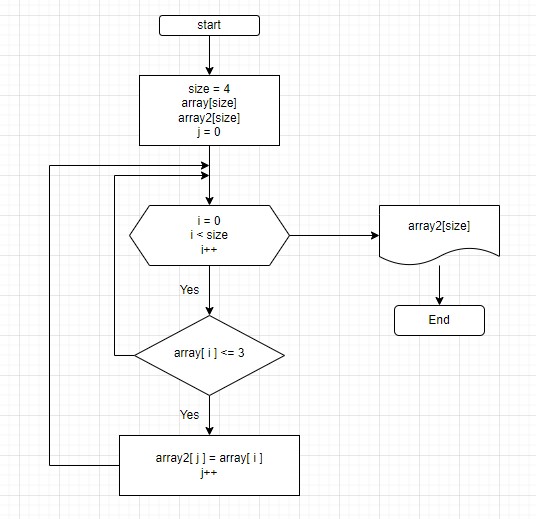 start
size = 4
array[size]
array2[size]
j = 0
i = 0
i < size
i++
array2[size]
Yes
End
array[ i ] <= 3
Yes
array2[ j ] = array[ i ]
j++